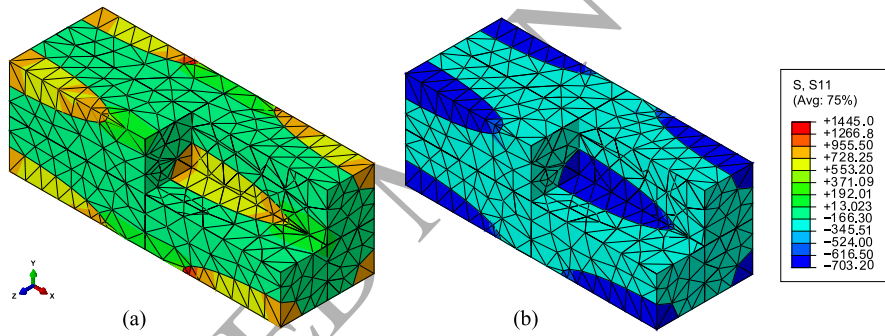 S, S11
(Avg: 75%)
+1445.0
+1266.8
+955.50
+728.25
+553.20
+371.09
+192.01
+13.023
−166.30
−345.51
−524.00
−616.50
−703.20
Y
Z X
(a) (b)